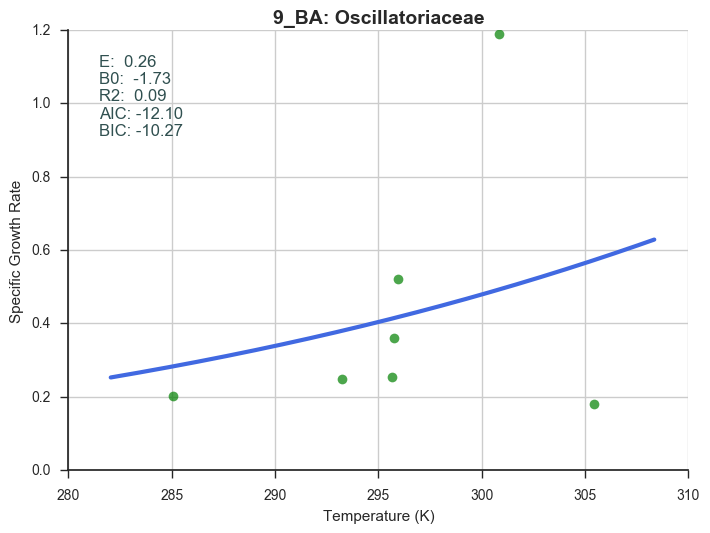 9_BA: Oscillatoriaceae
E:  0.26
B0:  -1.73
R2:  0.09
AIC: -12.10
BIC: -10.27
Specific Growth Rate
1.2
1.0
0.8
0.6
0.4
0.2
0.0
280 285 290 295 300 305 310
Temperature (K)